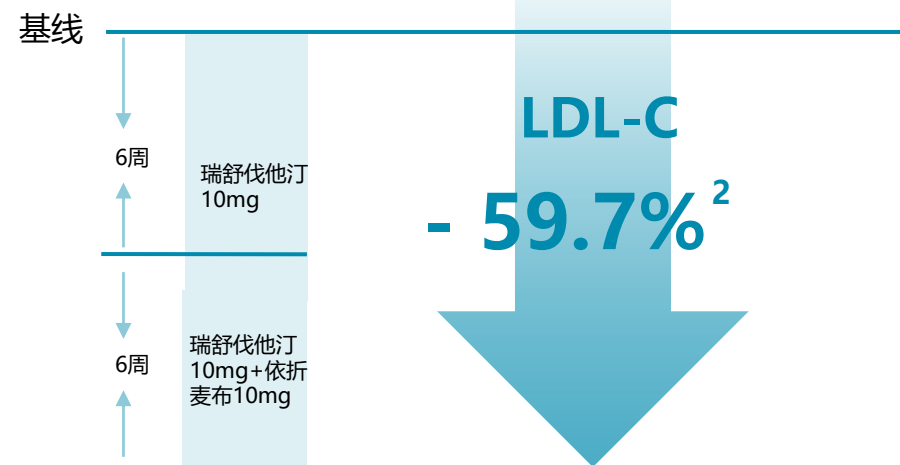 基线
6周
瑞舒伐他汀
10mg
LDL-C
- 59.7%²
6周
瑞舒伐他汀
10mg+依折
麦布10mg